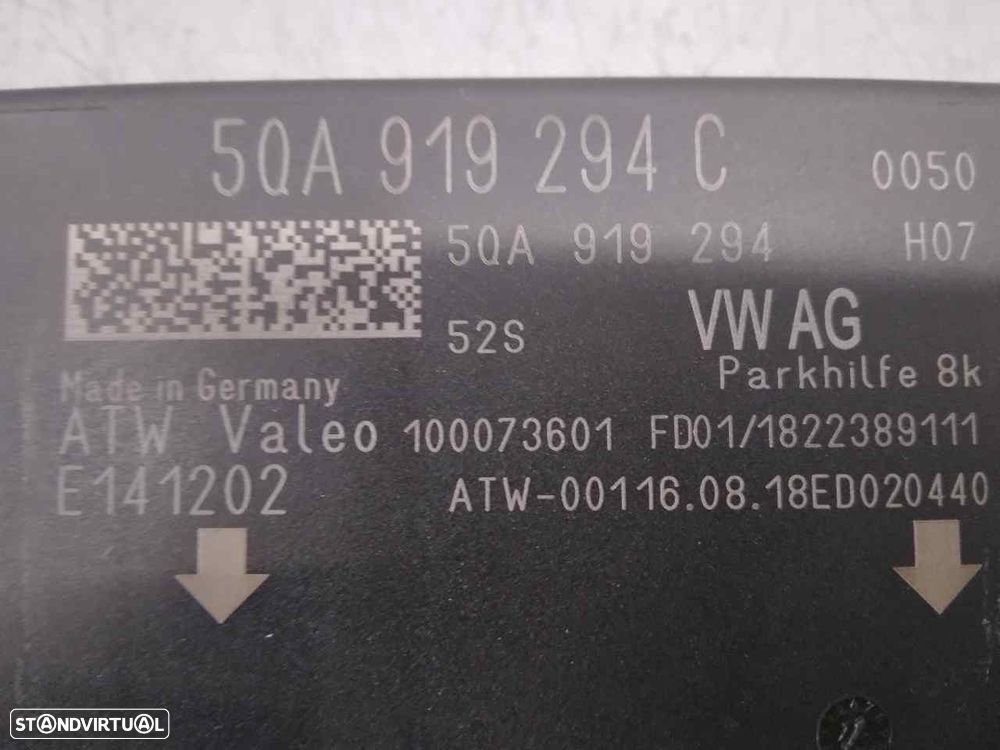 5QA 919 294 C 0050
5QA 919 294 H07
52S VW AG
Parkhilfe 8k
Made in Germany
ATW Valeo 100073601 FD01/1822389111
E141202 ATW-00116.08.18ED020440
STANDVIRTUAL